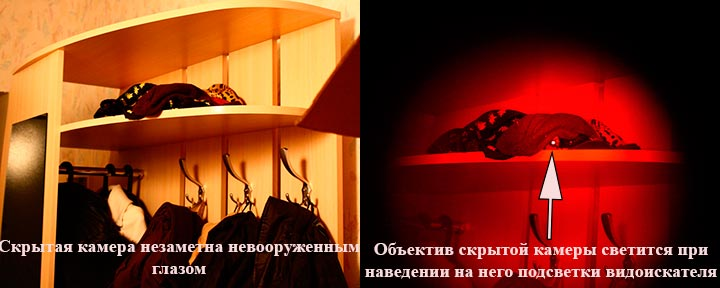 Скрытая камера незаметна невооруженным
глазом
Объектив скрытой камеры светится при
наведении на него подсветки видоискателя